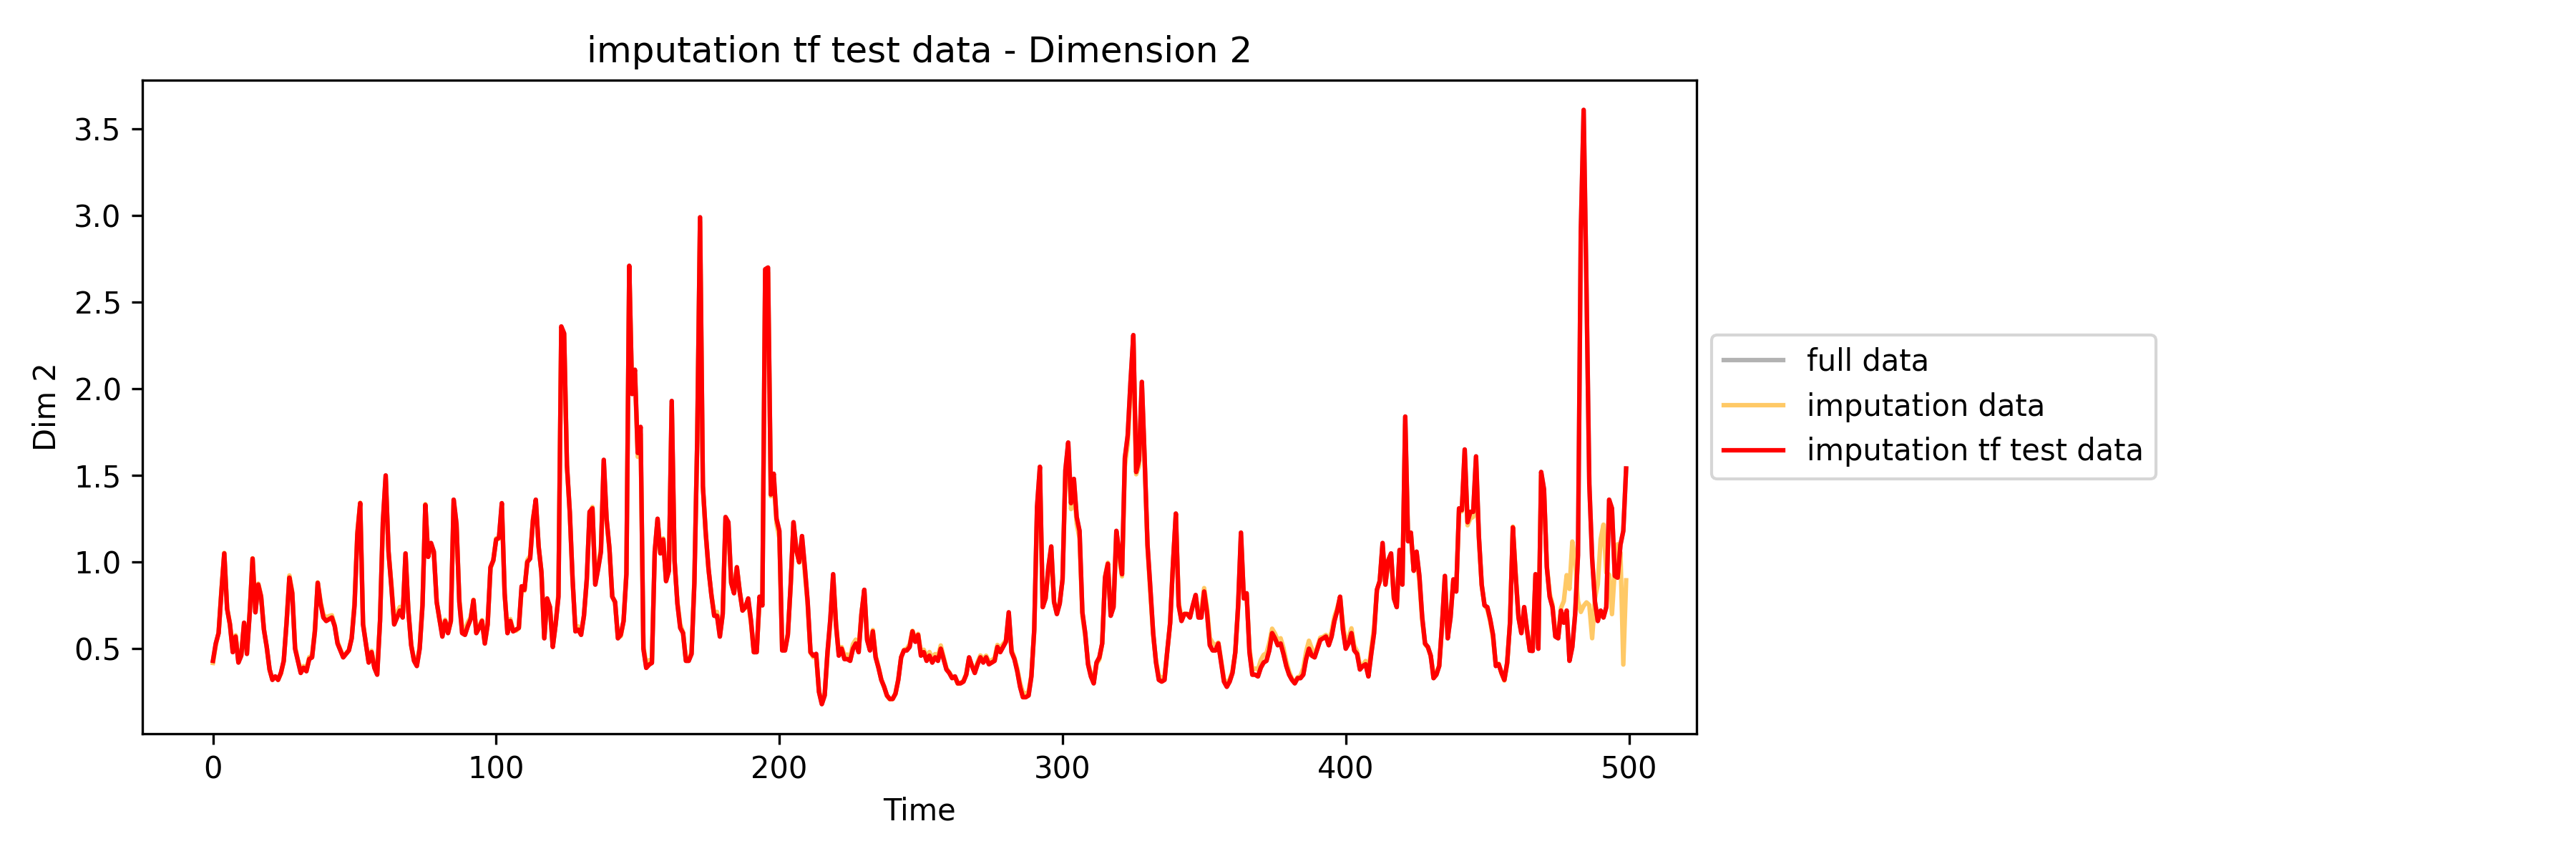 imputation tf test data - Dimension 2
3.5
3.0
2.5
2.0
1.5
1.0
0.5
Dim 2
0 100 200 300 400 500
Time
full data
imputation data
imputation tf test data